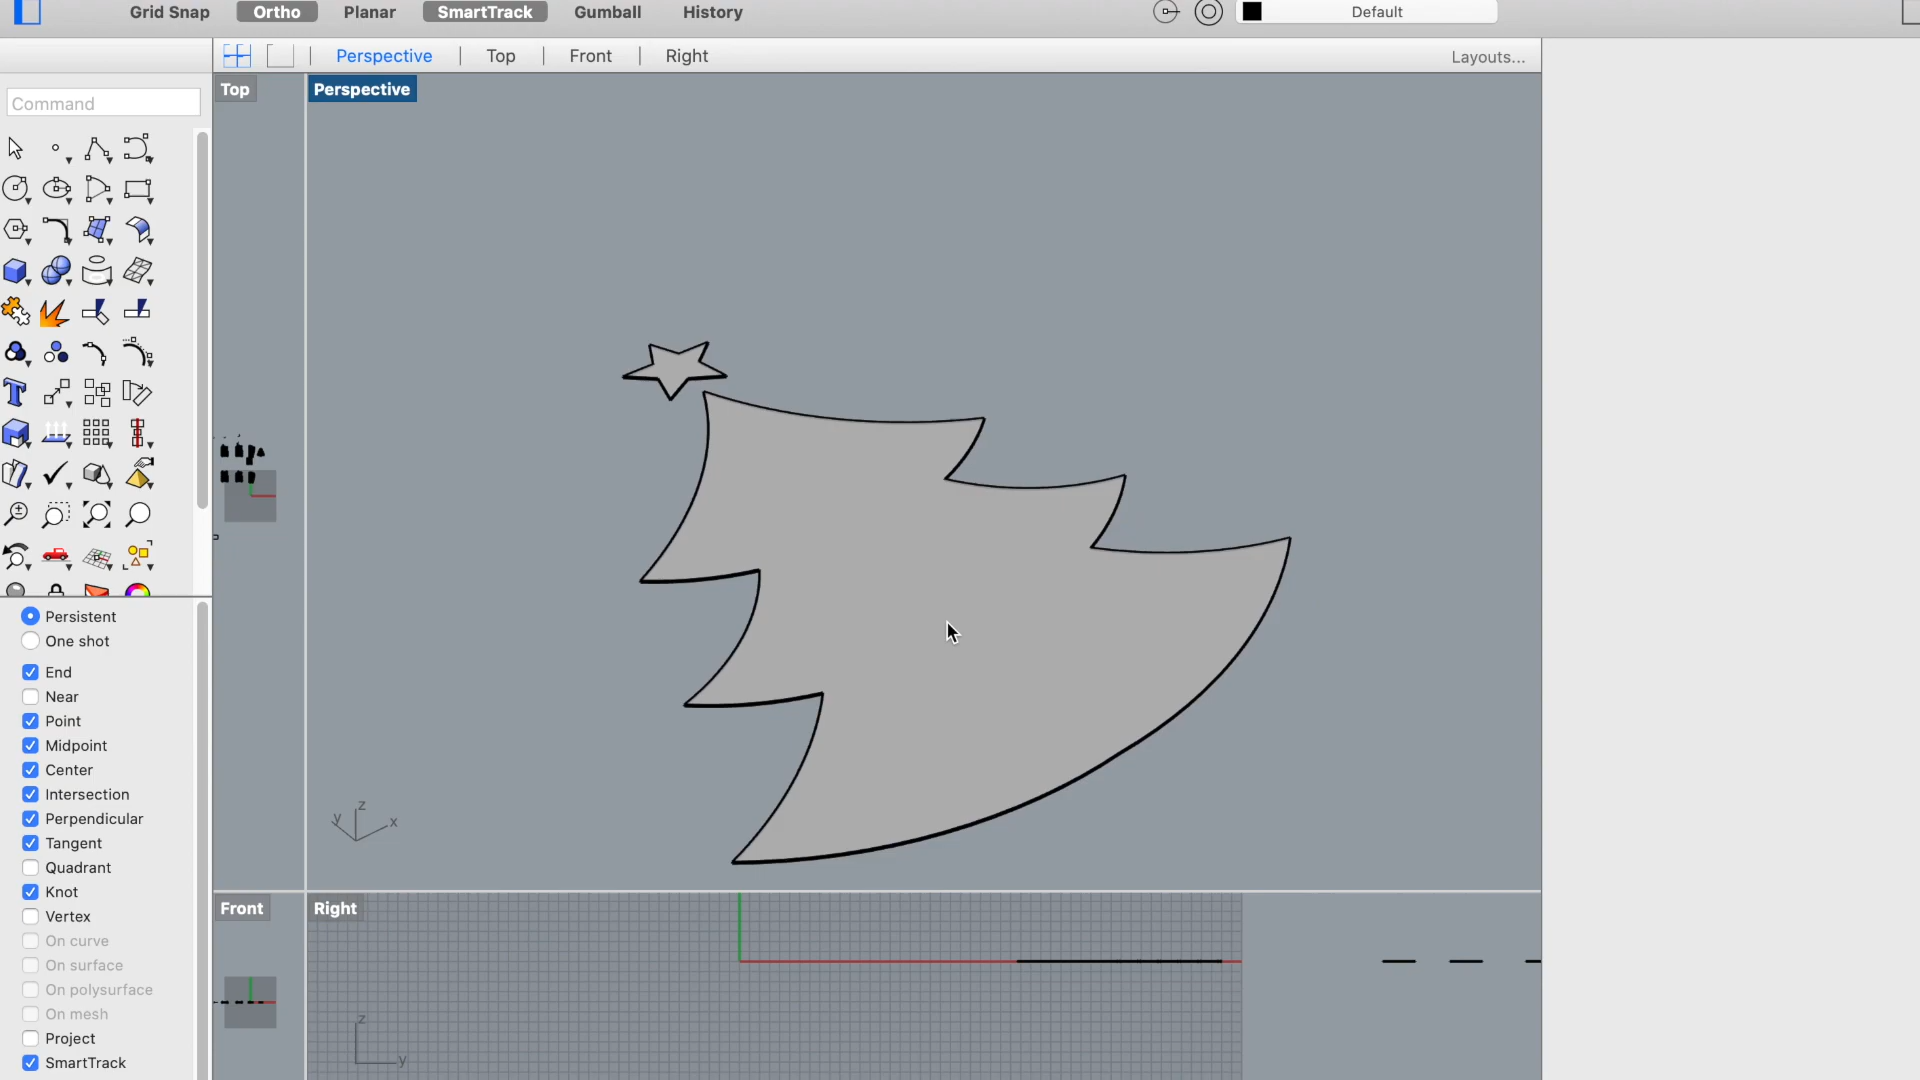 Grid Snap Ortho Planar SmartTrack Gumball History Default
Perspective Top Front Right Layouts...
Top Perspective
Command
Persistent
One shot
End
Near
Point
Midpoint
Center
Intersection
Perpendicular
Tangent
Quadrant
Knot
Vertex
On curve
On surface
On polysurface
On mesh
Project
SmartTrack
z
y x
Front Right
z
y